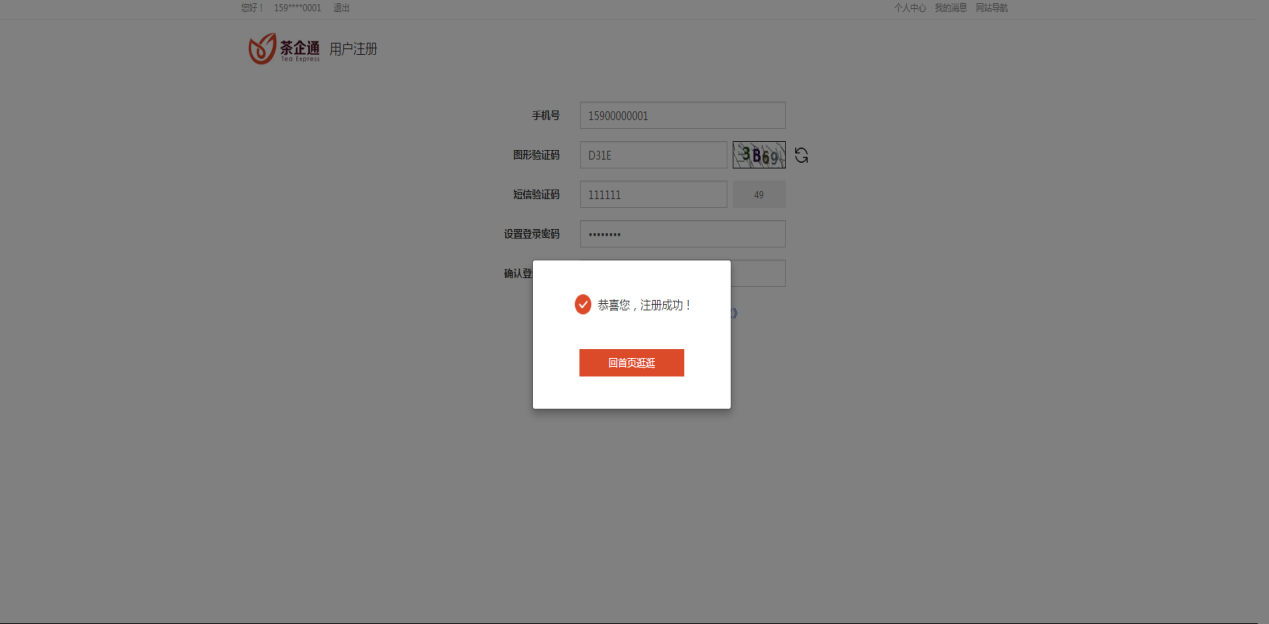 您好！ 159****0001 退出 个人中心 我的消息 网站导航
茶企通 用户注册
Tea Express
手机号 15900000001
图形验证码 D31E 3B69
短信验证码 111111 49
设置登录密码 ••••••••
确认登
恭喜您，注册成功！
》
回首页逛逛